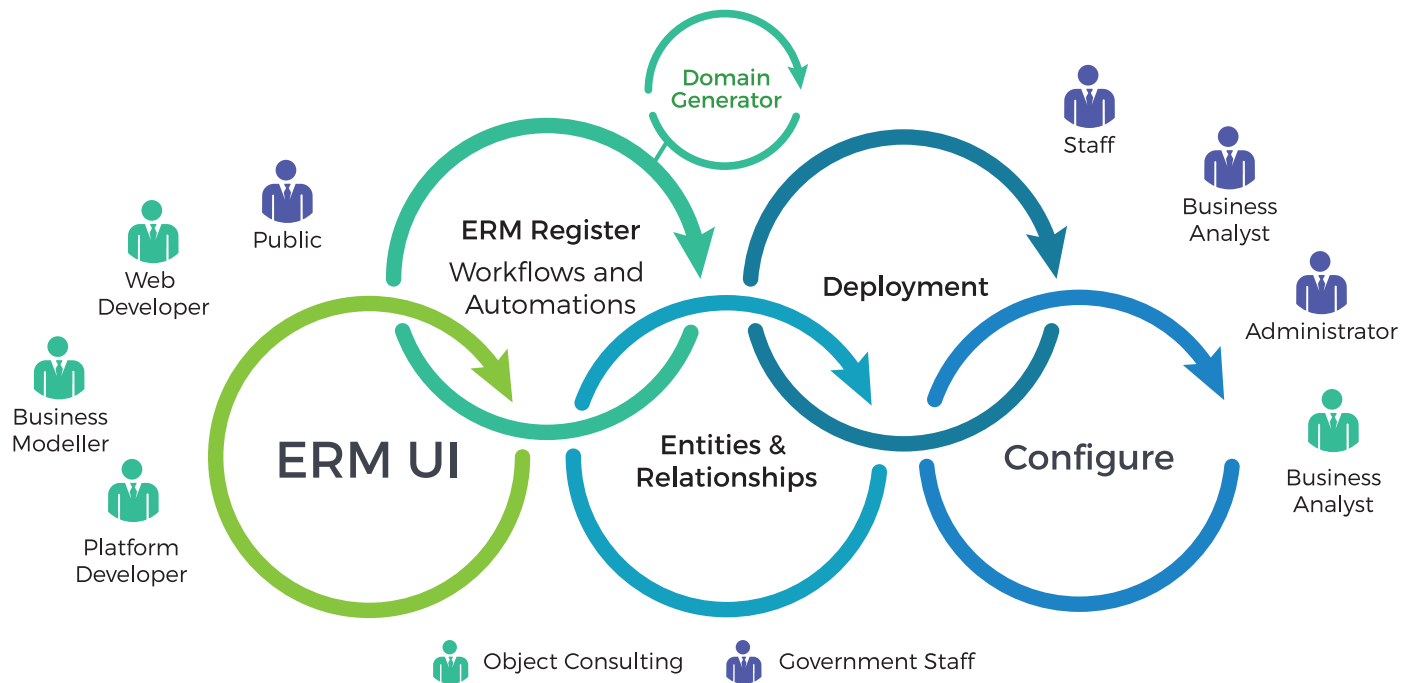 Domain
Generator
Staff
Public
Business
Analyst
Web
Developer
ERM Register
Workflows and
Automations
Deployment
Administrator
Business
Modeller
ERM UI
Entities &
Relationships
Configure
Business
Analyst
Platform
Developer
Object Consulting
Government Staff